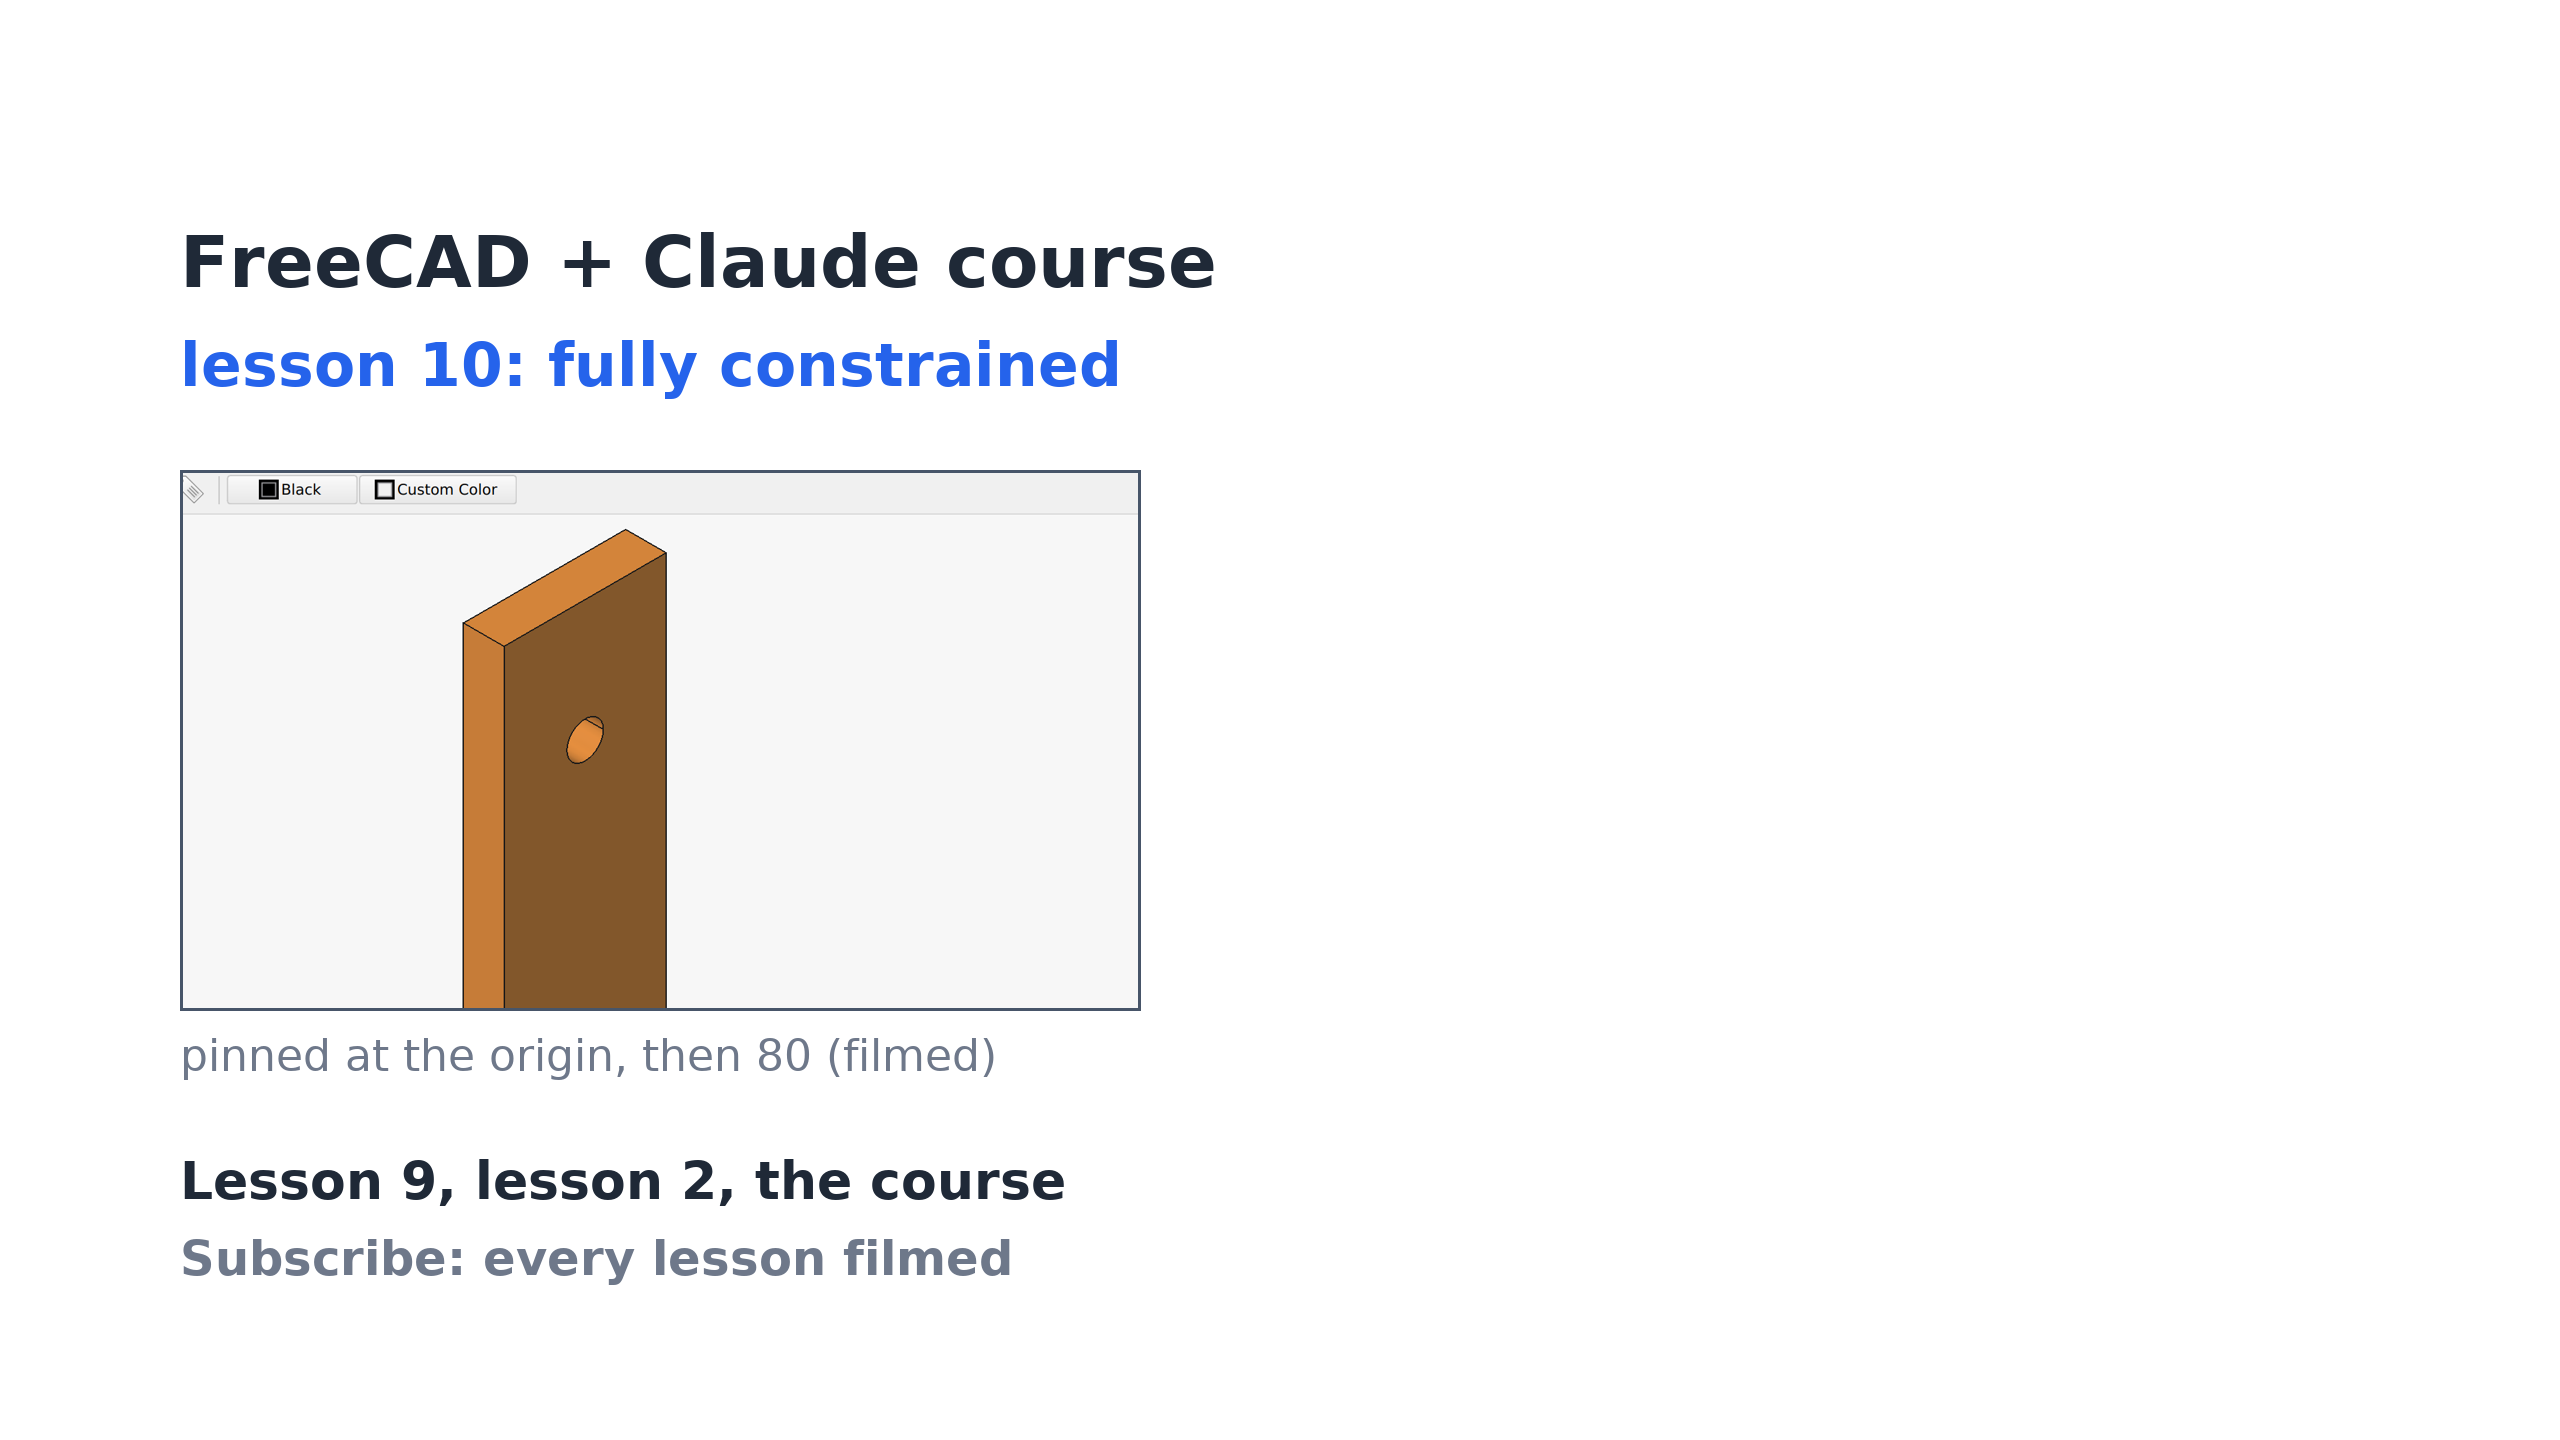 FreeCAD + Claude course
lesson 10: fully constrained
Black
Custom Color
pinned at the origin, then 80 (filmed)
Lesson 9, lesson 2, the course
Subscribe: every lesson filmed